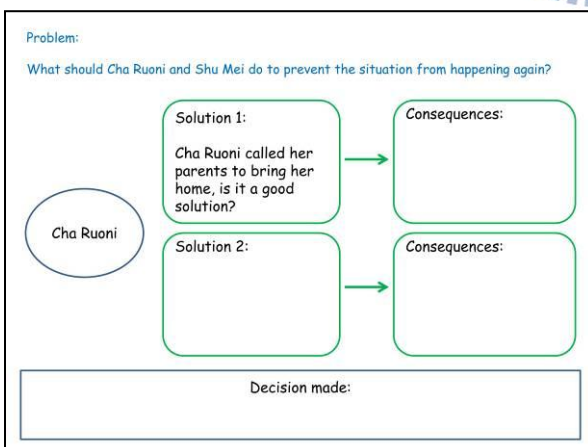 Problem:
What should Cha Ruoni and Shu Mei do to prevent the situation from happening again?
Solution 1:
Cha Ruoni called her
parents to bring her
home, is it a good
solution?
Consequences:
Cha Ruoni
Solution 2:
Consequences:
Decision made: